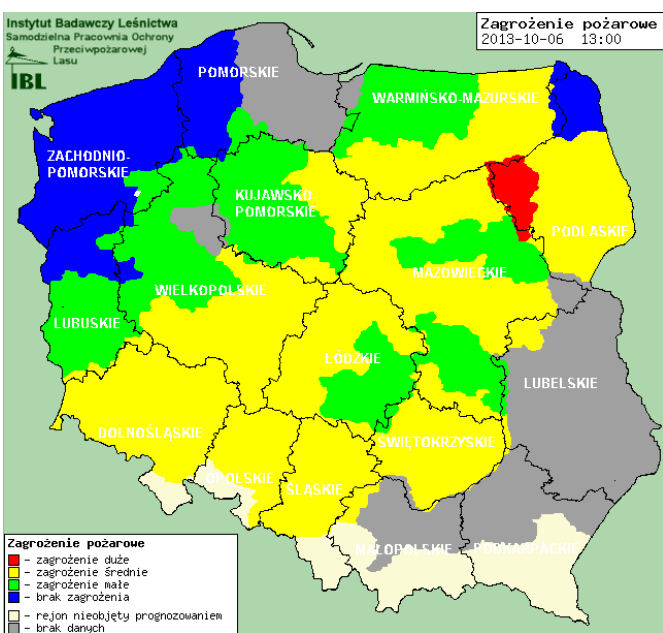 Instytut Badawczy Leśnictwa
Samodzielna Pracownia Ochrony
Przeciwpożarowej
Lasu
IBL
Zagrożenie pożarowe
2013-10-06 13:00
POMORSKIE
WARMIŃSKO-MAZURSKIE
ZACHODNIO-
POMORSKIE
KUJAWSKO
POMORSKIE
PODLASKIE
MAZOWIECKIE
WIELKOPOLSKIE
LUBUSKIE
ŁÓDZKIE
LUBELSKIE
DOLNOŚLĄSKIE
ŚWIĘTOKRZYSKIE
OPOLSKIE
ŚLĄSKIE
MAŁOPOLSKIE
PODKARPACKIE
Zagrożenie pożarowe
– zagrożenie duże
– zagrożenie średnie
– zagrożenie małe
– brak zagrożenia
– rejon nieobjęty prognozowaniem
– brak danych